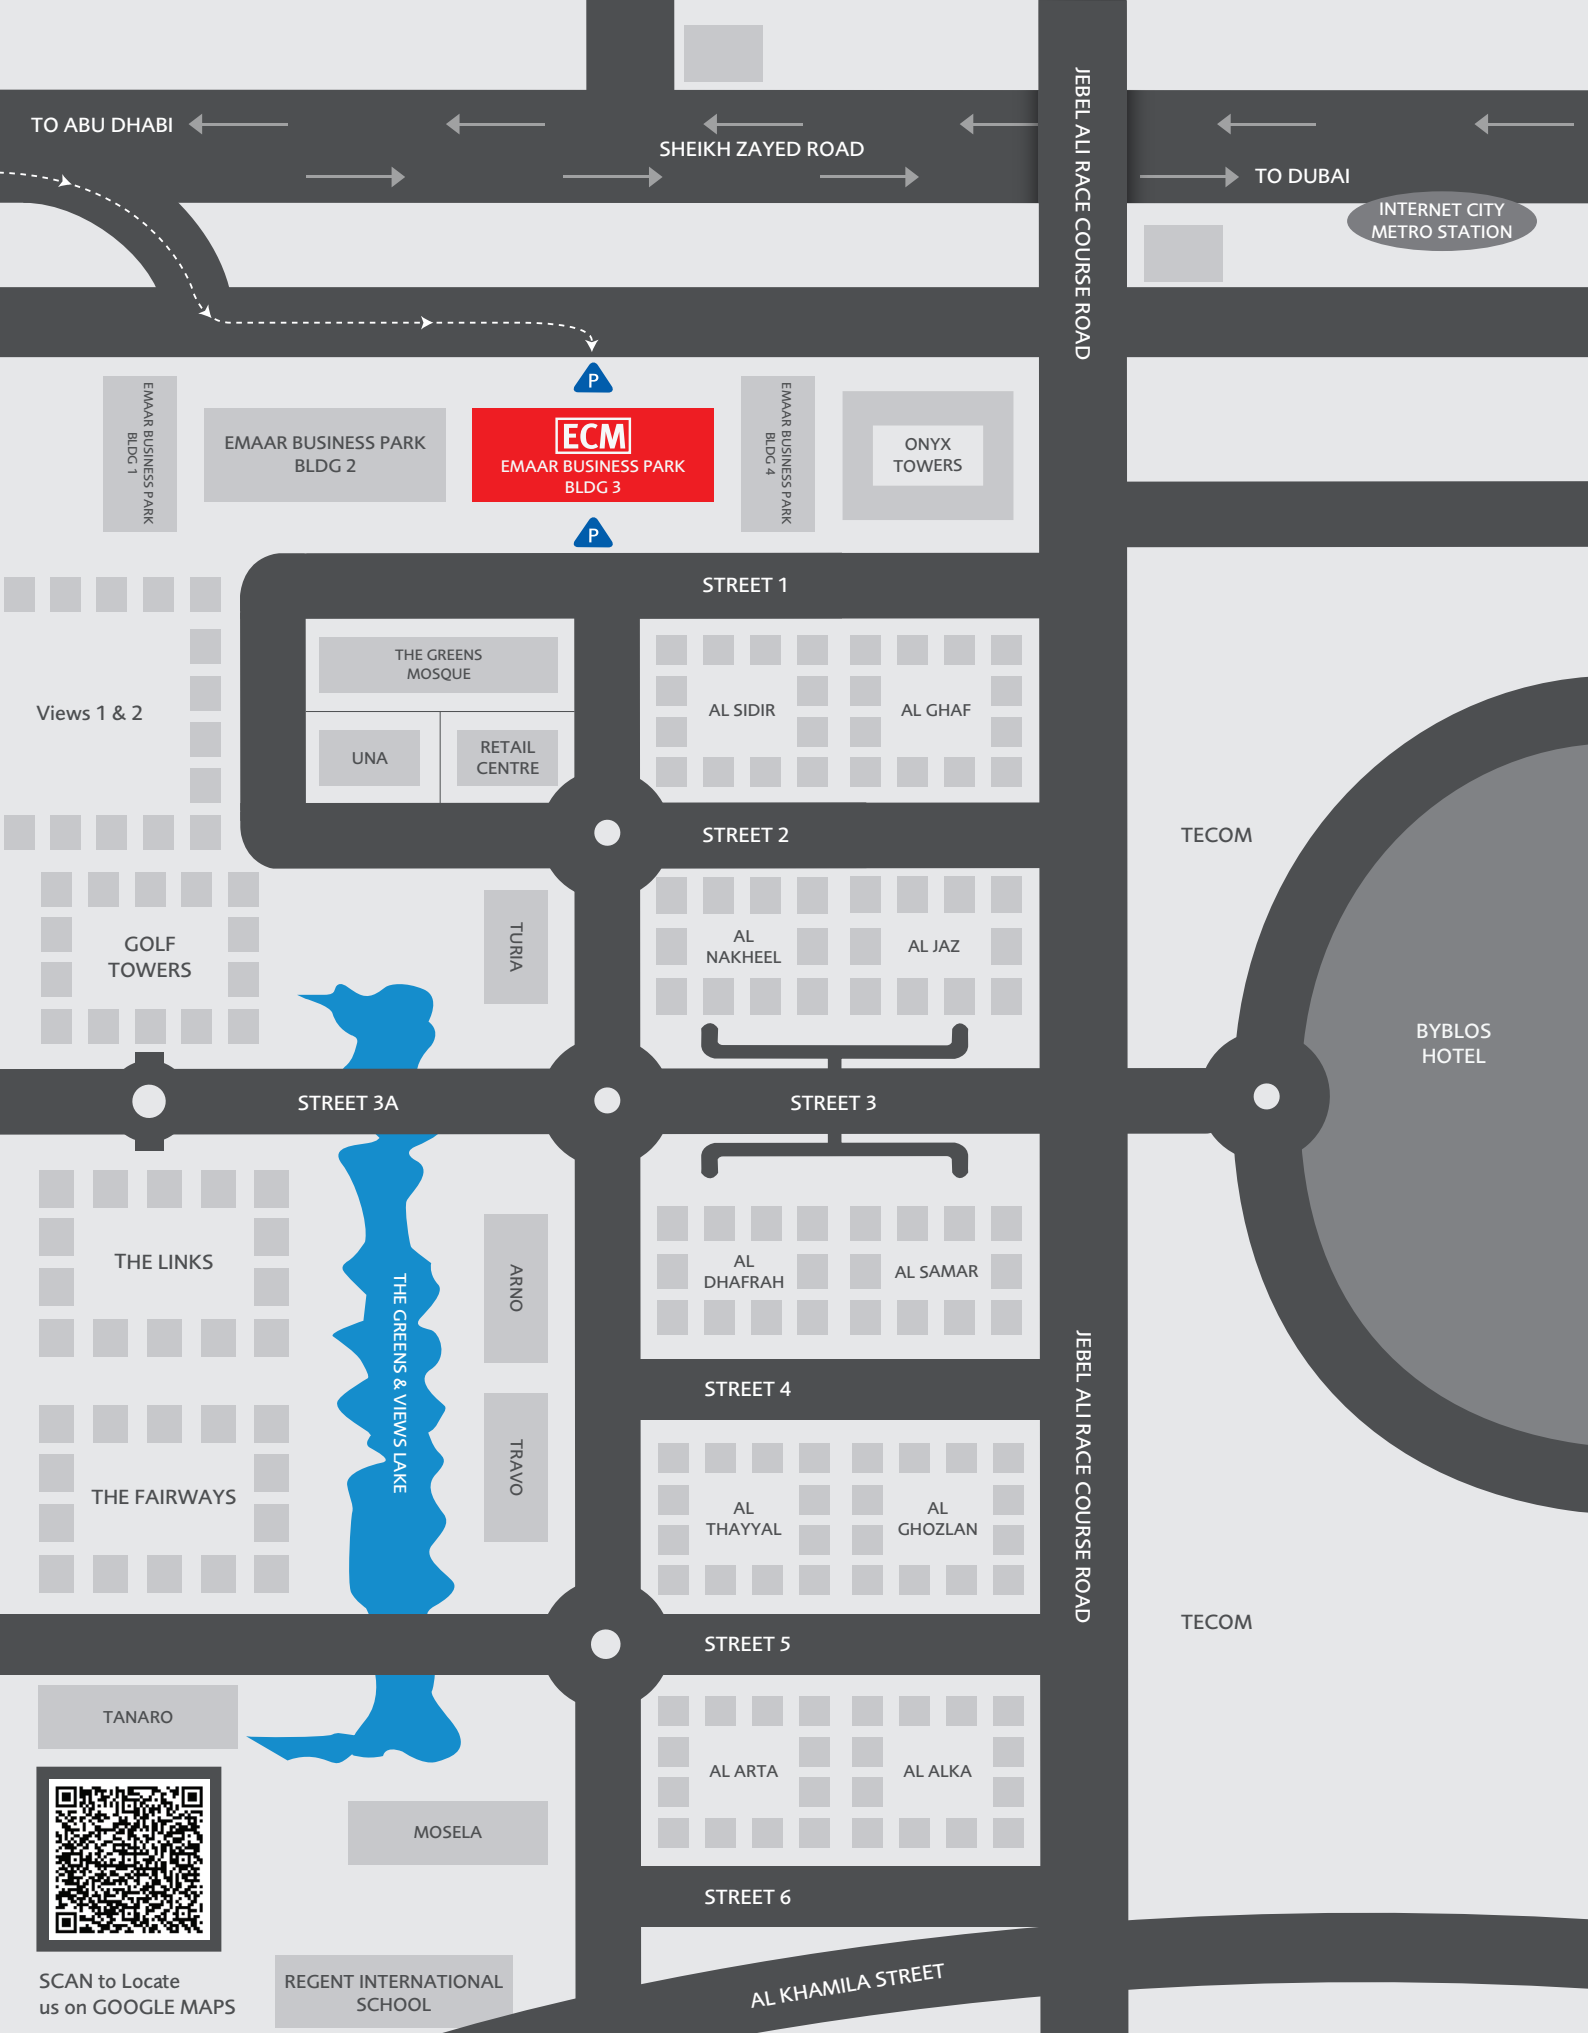 JEBEL ALI RACE COURSE ROAD
TO ABU DHABI
SHEIKH ZAYED ROAD
TO DUBAI
INTERNET CITY
METRO STATION
EMAAR BUSINESS PARK
BLDG 1
EMAAR BUSINESS PARK
BLDG 2
P
ECM
EMAAR BUSINESS PARK
BLDG 3
P
EMAAR BUSINESS PARK
BLDG 4
ONYX
TOWERS
STREET 1
THE GREENS
MOSQUE
Views 1 & 2
UNA
RETAIL
CENTRE
AL SIDIR
AL GHAF
STREET 2
TECOM
GOLF
TOWERS
TURIA
AL
NAKHEEL
AL JAZ
BYBLOS
HOTEL
STREET 3A
STREET 3
THE LINKS
THE GREENS & VIEWS LAKE
ARNO
AL
DHAFRAH
AL SAMAR
JEBEL ALI RACE COURSE ROAD
STREET 4
THE FAIRWAYS
TRAVO
AL
THAYYAL
AL
GHOZLAN
STREET 5
TECOM
TANARO
AL ARTA
AL ALKA
MOSELA
STREET 6
SCAN to Locate
us on GOOGLE MAPS
REGENT INTERNATIONAL
SCHOOL
AL KHAMILA STREET